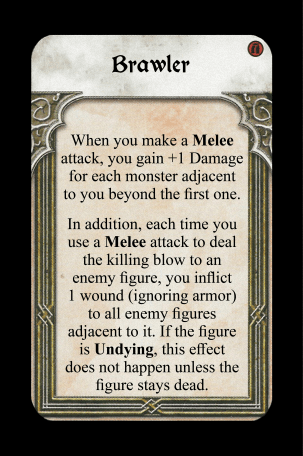 Brawler
When you make a Melee
attack, you gain +1 Damage
for each monster adjacent
to you beyond the first one.
In addition, each time you
use a Melee attack to deal
the killing blow to an
enemy figure, you inflict
1 wound (ignoring armor)
to all enemy figures
adjacent to it. If the figure
is Undying, this effect
does not happen unless the
figure stays dead.